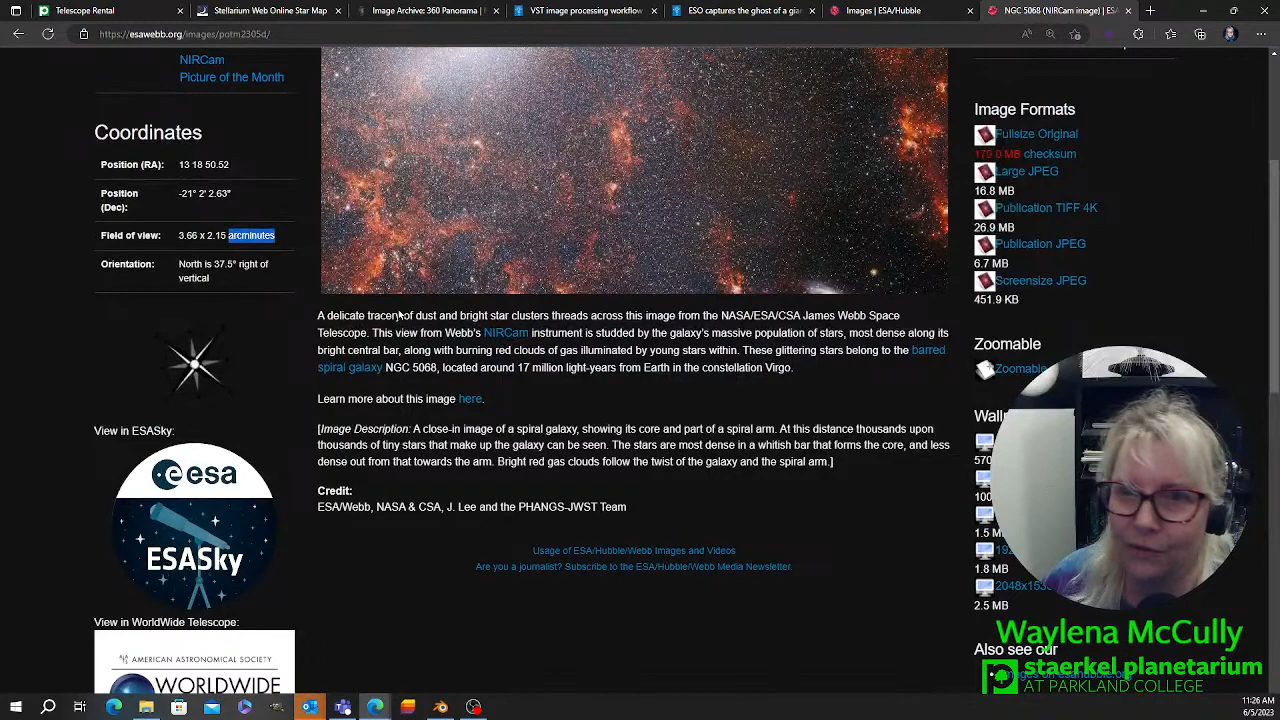 Telescope Rental
Stellarium Web Online Star Map
Image Archive: 360 Panorama |
VST image processing workflow
ESO captures the ghost of a gia
Images | ESA/Hubble
NGC 5068 (NIRCam image) | ES
https://esawebb.org/images/potm2305d/
NIRCam
Picture of the Month
Coordinates
Position (RA): 13 18 50.52
Position (Dec): -21° 2' 2.63"
Field of view: 3.66 x 2.15 arcminutes
Orientation: North is 37.5° right of
vertical
View in ESASky:
esa
ESASky
View in WorldWide Telescope:
AMERICAN ASTRONOMICAL SOCIETY
WORLDWIDE
A delicate tracery of dust and bright star clusters threads across this image from the NASA/ESA/CSA James Webb Space
Telescope. This view from Webb's NIRCam instrument is studded by the galaxy's massive population of stars, most dense along its
bright central bar, along with burning red clouds of gas illuminated by young stars within. These glittering stars belong to the barred
spiral galaxy NGC 5068, located around 17 million light-years from Earth in the constellation Virgo.
Learn more about this image here.
[Image Description: A close-in image of a spiral galaxy, showing its core and part of a spiral arm. At this distance thousands upon
thousands of tiny stars that make up the galaxy can be seen. The stars are most dense in a whitish bar that forms the core, and less
dense out from that towards the arm. Bright red gas clouds follow the twist of the galaxy and the spiral arm.]
Credit:
ESA/Webb, NASA & CSA, J. Lee and the PHANGS-JWST Team
Usage of ESA/Hubble/Webb Images and Videos
Are you a journalist? Subscribe to the ESA/Hubble/Webb Media Newsletter.
Image Formats
Fullsize Original
170.0 MB checksum
Large JPEG
16.8 MB
Publication TIFF 4K
26.9 MB
Publication JPEG
6.7 MB
Screensize JPEG
451.9 KB
Zoomable
Zoomable
Wall
570
100
1.5 M
192
1.8 MB
2048x153
2.5 MB
Also see our
Images on esahubble.org
Waylena McCully
staerkel planetarium
AT PARKLAND COLLEGE
11:26 AM
6/5/2023